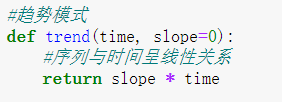 #趋势模式
def trend(time, slope=0):
    #序列与时间呈线性关系
    return slope * time